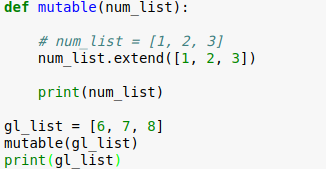 def mutable(num_list):
# num_list = [1, 2, 3]
num_list.extend([1, 2, 3])
print(num_list)
gl_list = [6, 7, 8]
mutable(gl_list)
print(gl_list)